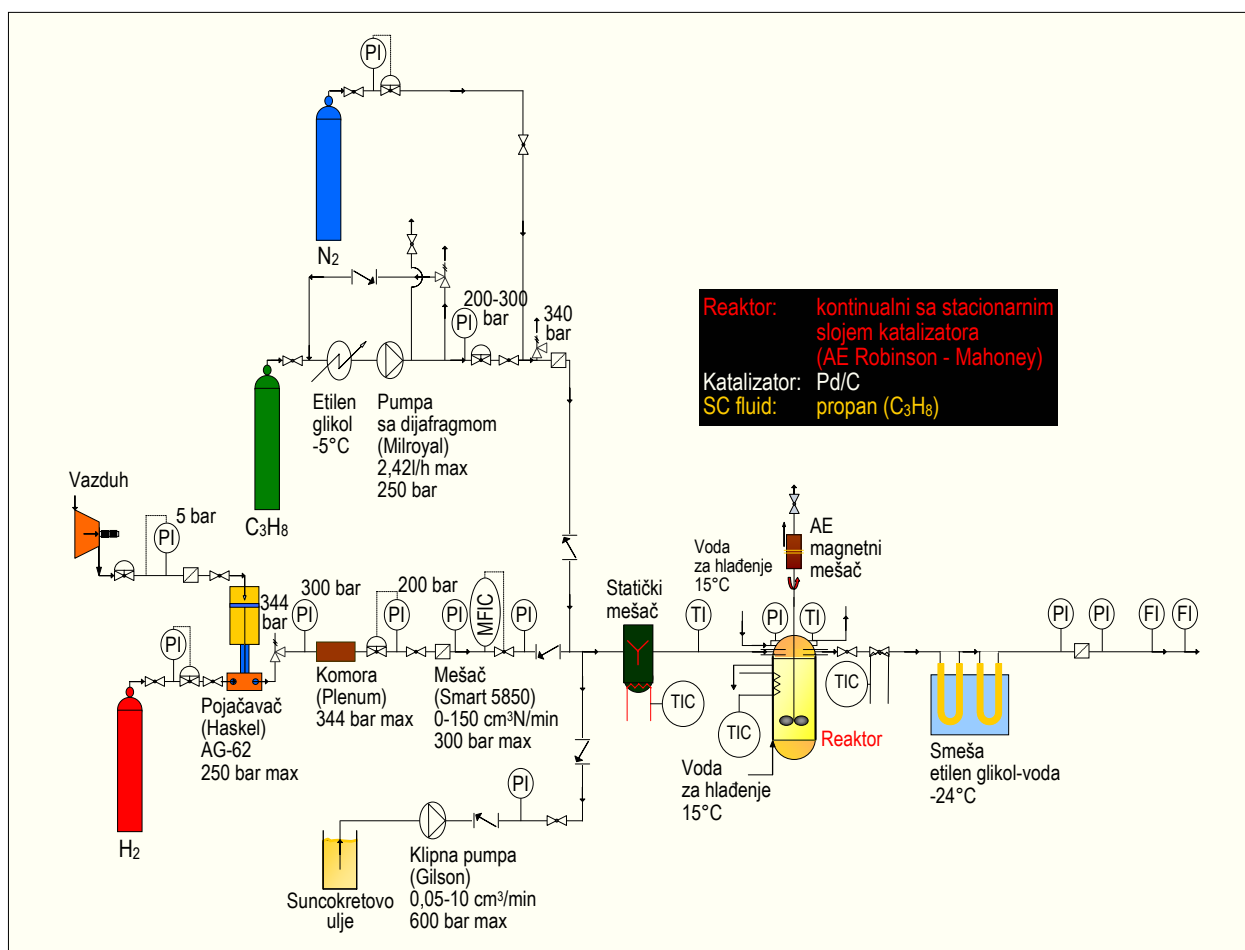 PI
N₂
200-300
bar
PI
340
bar
Reaktor: kontinualni sa stacionarnim
slojem katalizatora
(AE Robinson - Mahoney)
Katalizator: Pd/C
SC fluid: propan (C₃H₈)
Etilen
glikol
-5°C
Pumpa
sa dijafragmom
(Milroyal)
2,42l/h max
250 bar
C₃H₈
Vazduh
5 bar
PI
344
bar
PI
H₂
Pojačavač
(Haskel)
AG-62
250 bar max
300 bar
PI
Komora
(Plenum)
344 bar max
200 bar
PI
PI
MFIC
PI
Mešač
(Smart 5850)
0-150 cm³N/min
300 bar max
Suncokretovo
ulje
Klipna pumpa
(Gilson)
0,05-10 cm³/min
600 bar max
PI
Statički
mešač
TIC
TI
Voda
za hlađenje
15°C
AE
magnetni
mešač
PI
TI
TIC
TIC
Reaktor
Voda
za hlađenje
15°C
Smeša
etilen glikol-voda
-24°C
PI
PI
FI
FI